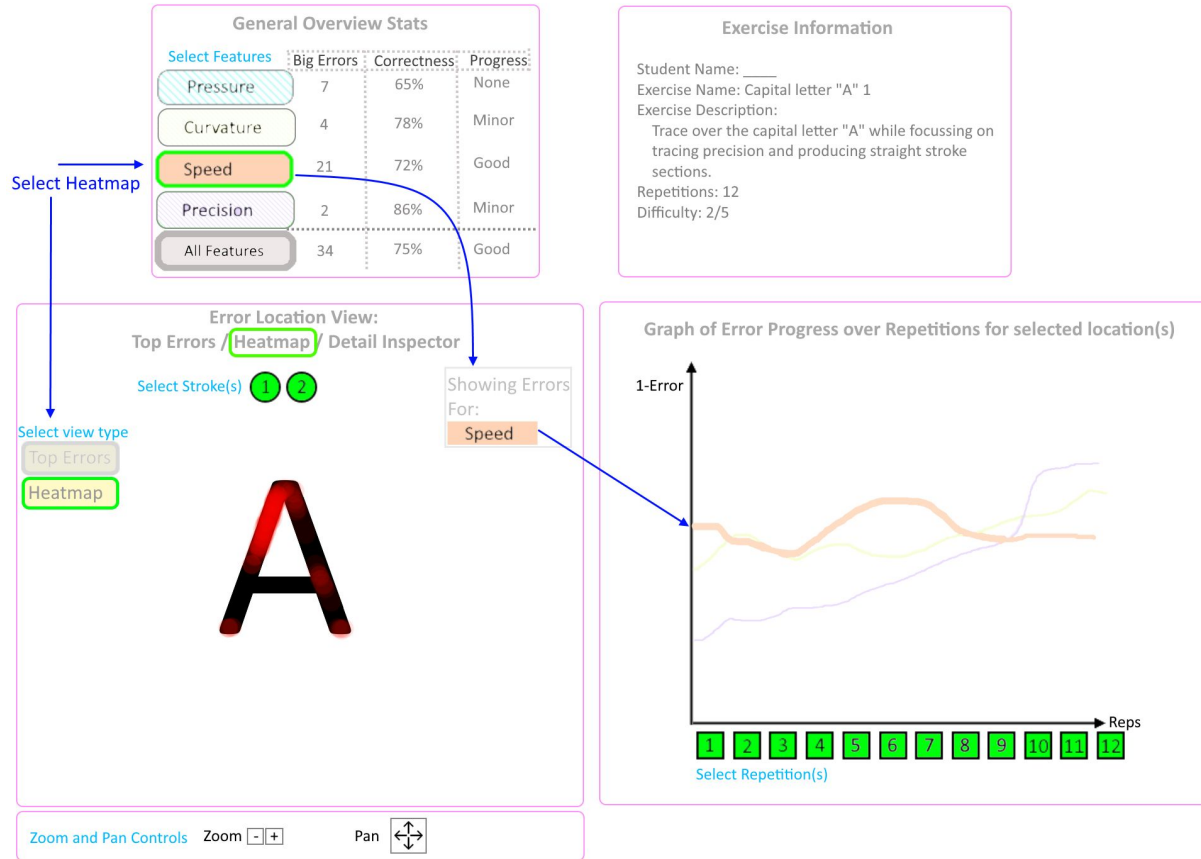 General Overview Stats
Select Features Big Errors Correctness Progress
Pressure 7 65% None
Curvature 4 78% Minor
Speed 21 72% Good
Precision 2 86% Minor
All Features 34 75% Good
Select Heatmap
Exercise Information
Student Name: ____
Exercise Name: Capital letter "A" 1
Exercise Description:
Trace over the capital letter "A" while focussing on
tracing precision and producing straight stroke
sections.
Repetitions: 12
Difficulty: 2/5
Error Location View:
Top Errors / Heatmap / Detail Inspector
Select Stroke(s) 1 2
Showing Errors
For:
Speed
Select view type
Top Errors
Heatmap
A
Zoom and Pan Controls Zoom - + Pan
Graph of Error Progress over Repetitions for selected location(s)
1-Error
Reps
1 2 3 4 5 6 7 8 9 10 11 12
Select Repetition(s)